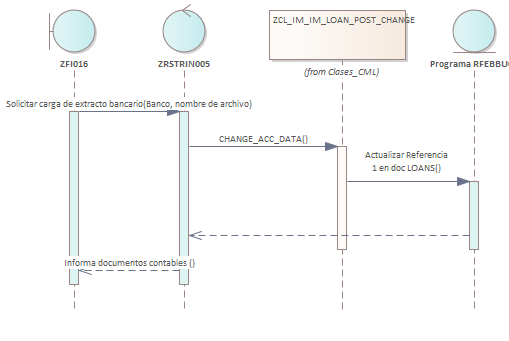 ZCL_IM_IM_LOAN_POST_CHANGE
ZFI016
ZRSTRIN005
(from Clases_CML)
Programa RFEBBU
Solicitar carga de extracto bancario(Banco, nombre de archivo)
CHANGE_ACC_DATA()
Actualizar Referencia
1 en doc LOANS()
Informa documentos contables ()